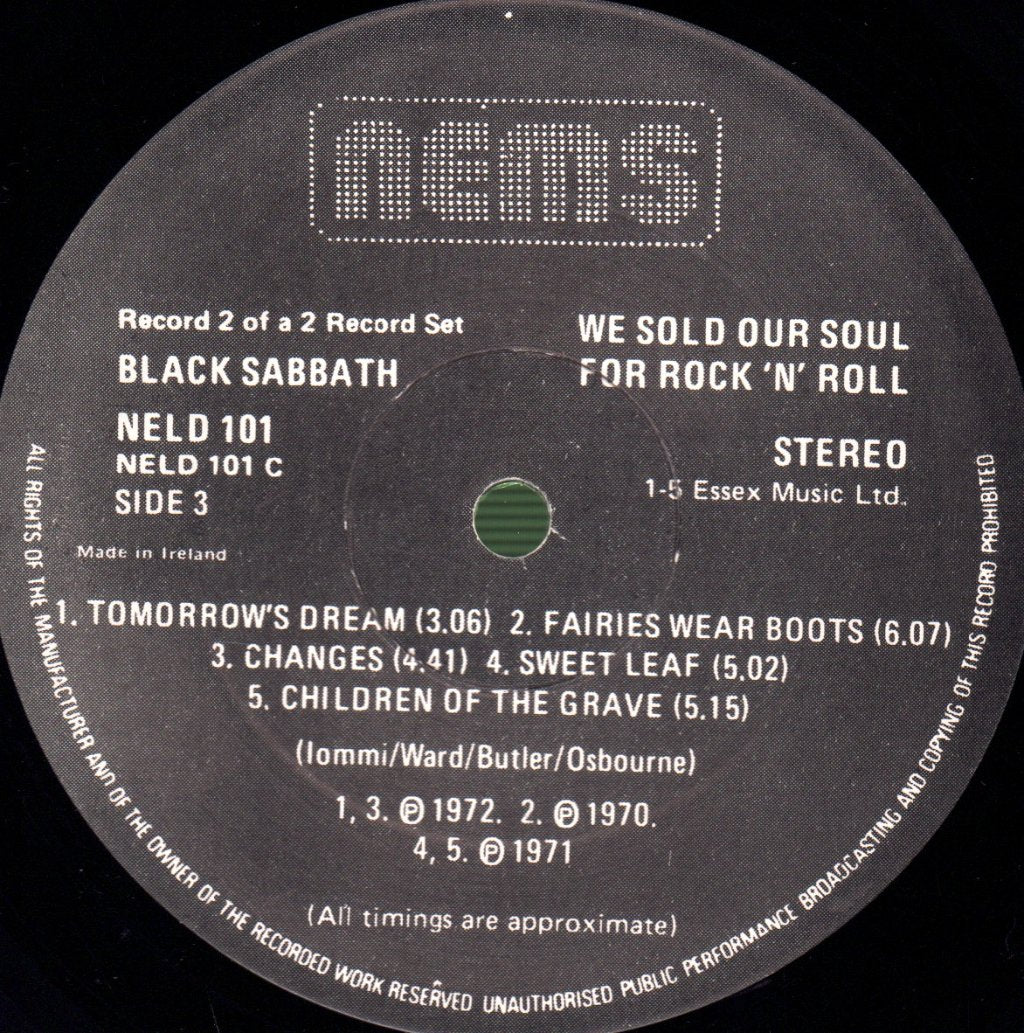 nems
Record 2 of a 2 Record Set
BLACK SABBATH
WE SOLD OUR SOUL
FOR ROCK 'N' ROLL
NELD 101
NELD 101 C
SIDE 3
STEREO
1-5 Essex Music Ltd.
Made in Ireland
1. TOMORROW'S DREAM (3.06) 2. FAIRIES WEAR BOOTS (6.07)
3. CHANGES (4.41) 4. SWEET LEAF (5.02)
5. CHILDREN OF THE GRAVE (5.15)
(Iommi/Ward/Butler/Osbourne)
1, 3. ℗ 1972. 2. ℗ 1970.
4, 5. ℗ 1971
(All timings are approximate)
ALL RIGHTS OF THE MANUFACTURER AND OF THE OWNER OF THE RECORDED WORK RESERVED UNAUTHORISED PUBLIC PERFORMANCE BROADCASTING AND COPYING OF THIS RECORD PROHIBITED